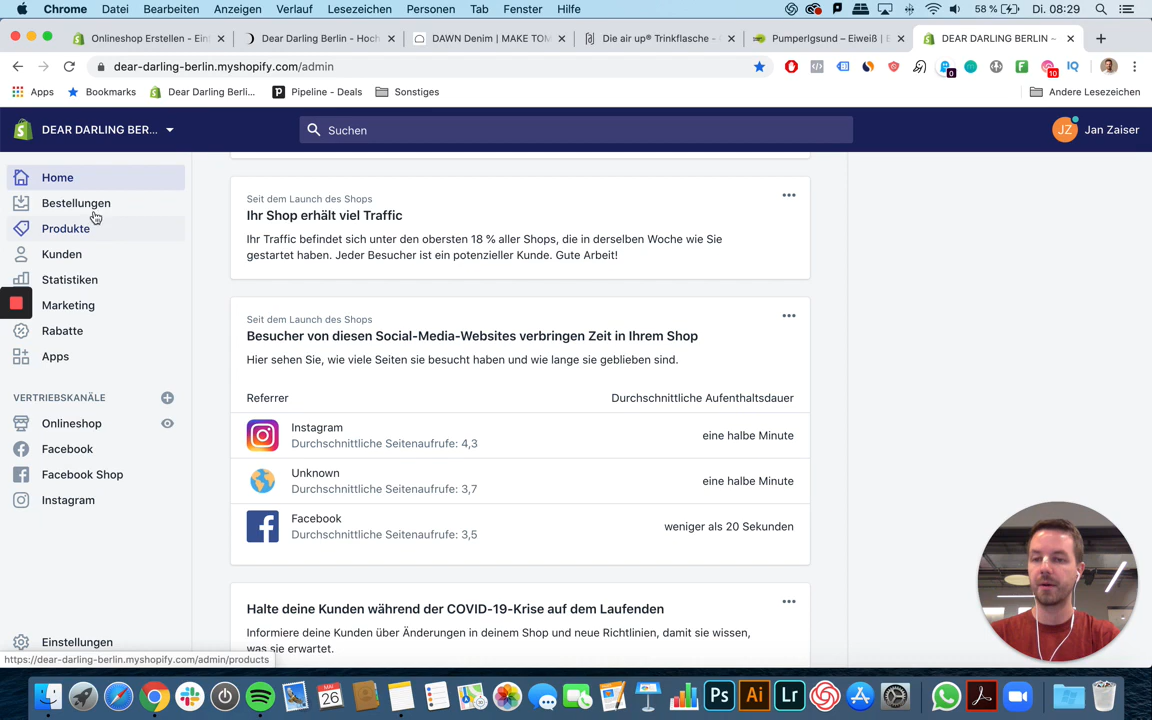 Chrome Datei Bearbeiten Anzeigen Verlauf Lesezeichen Personen Tab Fenster Hilfe 58 % Di. 08:29
Onlineshop Erstellen - Ein Dear Darling Berlin - Hoch DAWN Denim | MAKE TOM Die air up® Trinkflasche - Pumperlgsund – Eiweiß | E DEAR DARLING BERLIN ~
dear-darling-berlin.myshopify.com/admin
Apps Bookmarks Dear Darling Berli... Pipeline - Deals Sonstiges Andere Lesezeichen
DEAR DARLING BER... Suchen JZ Jan Zaiser
Home
Bestellungen
Produkte
Kunden
Statistiken
Marketing
Rabatte
Apps
VERTRIEBSKANÄLE
Onlineshop
Facebook
Facebook Shop
Instagram
Einstellungen
https://dear-darling-berlin.myshopify.com/admin/products
Seit dem Launch des Shops
Ihr Shop erhält viel Traffic
Ihr Traffic befindet sich unter den obersten 18 % aller Shops, die in derselben Woche wie Sie
gestartet haben. Jeder Besucher ist ein potenzieller Kunde. Gute Arbeit!
Seit dem Launch des Shops
Besucher von diesen Social-Media-Websites verbringen Zeit in Ihrem Shop
Hier sehen Sie, wie viele Seiten sie besucht haben und wie lange sie geblieben sind.
Referrer Durchschnittliche Aufenthaltsdauer
Instagram
Durchschnittliche Seitenaufrufe: 4,3 eine halbe Minute
Unknown
Durchschnittliche Seitenaufrufe: 3,7 eine halbe Minute
Facebook
Durchschnittliche Seitenaufrufe: 3,5 weniger als 20 Sekunden
Halte deine Kunden während der COVID-19-Krise auf dem Laufenden
Informiere deine Kunden über Änderungen in deinem Shop und neue Richtlinien, damit sie wissen,
was sie erwartet.
MAI
26
Ps Ai Lr